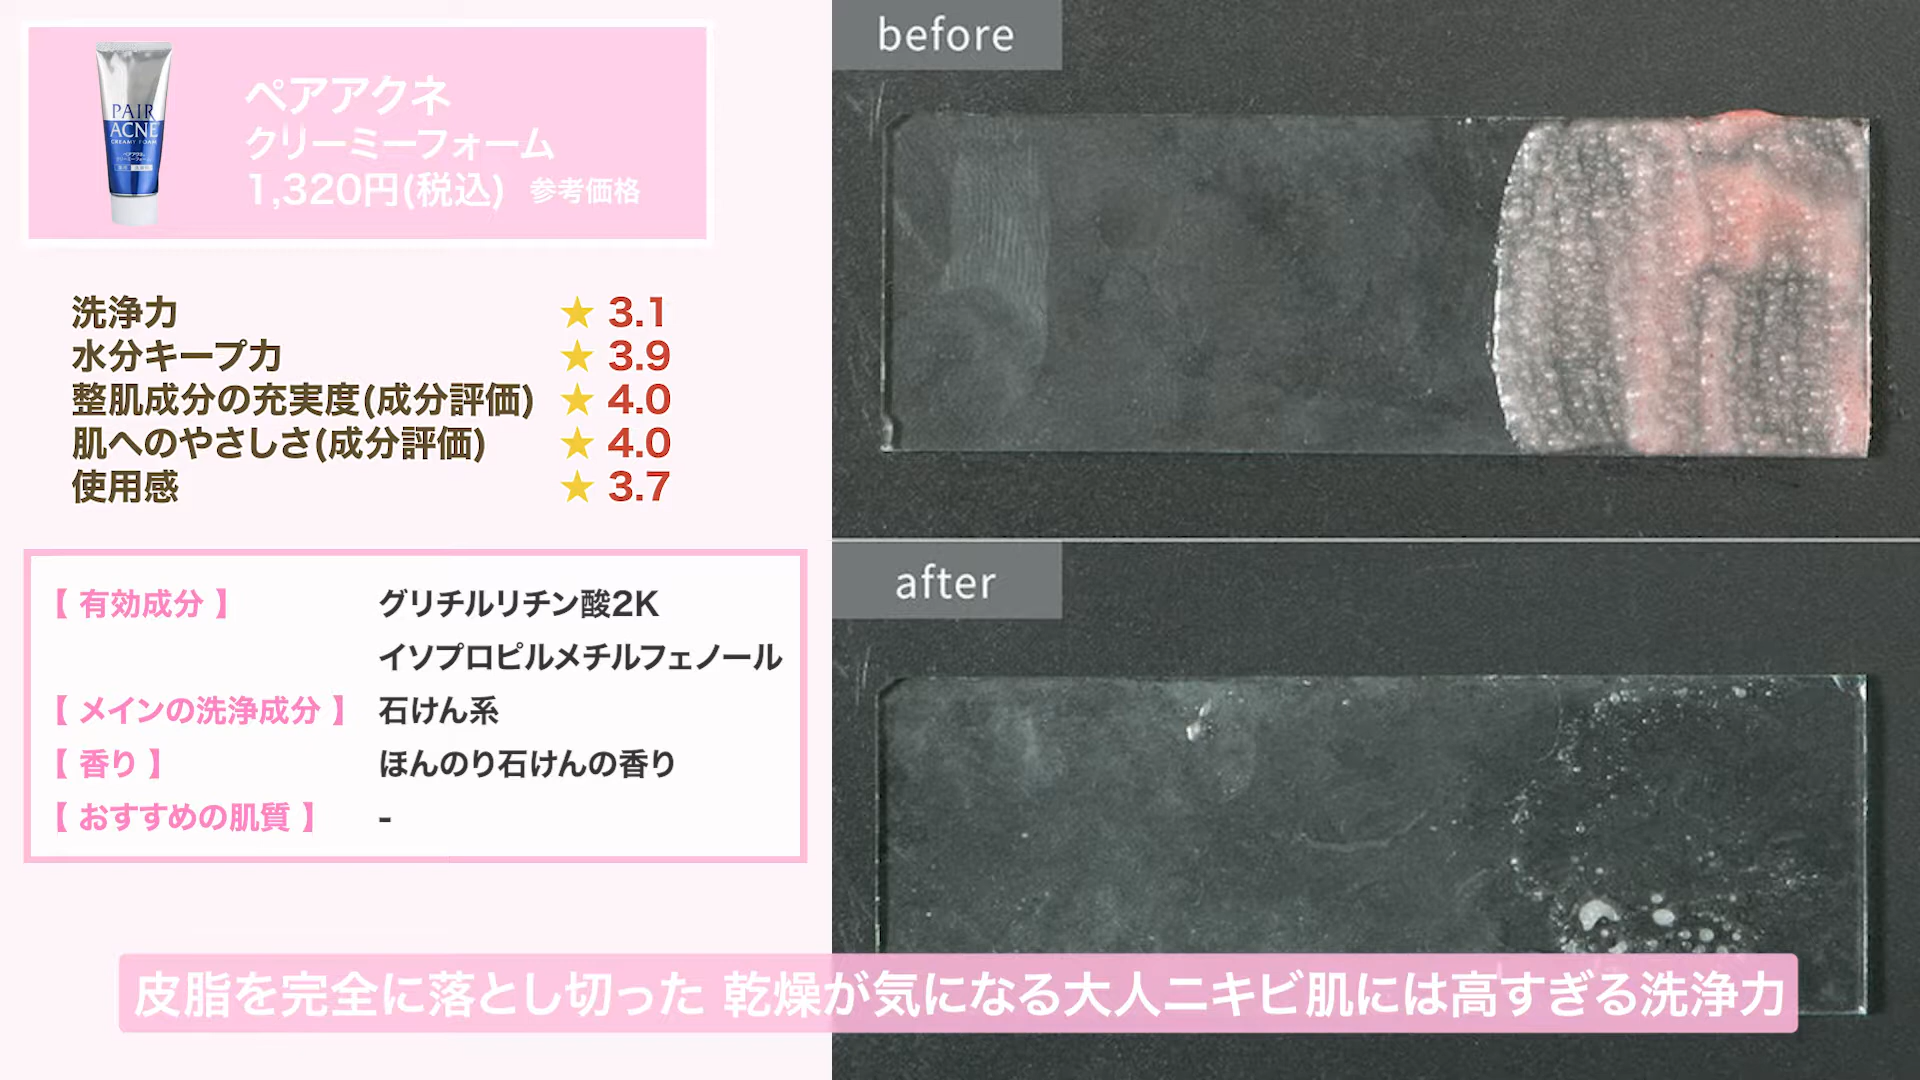 PAIR
ACNE
CREAMY FOAM
ペアアクネ
クリーミーフォーム
1,320円(税込) 参考価格
洗浄力 ★ 3.1
水分キープ力 ★ 3.9
整肌成分の充実度(成分評価) ★ 4.0
肌へのやさしさ(成分評価) ★ 4.0
使用感 ★ 3.7
【 有効成分 】 グリチルリチン酸2K
イソプロピルメチルフェノール
【 メインの洗浄成分 】 石けん系
【 香り 】 ほんのり石けんの香り
【 おすすめの肌質 】 -
before
after
皮脂を完全に落とし切った 乾燥が気になる大人ニキビ肌には高すぎる洗浄力